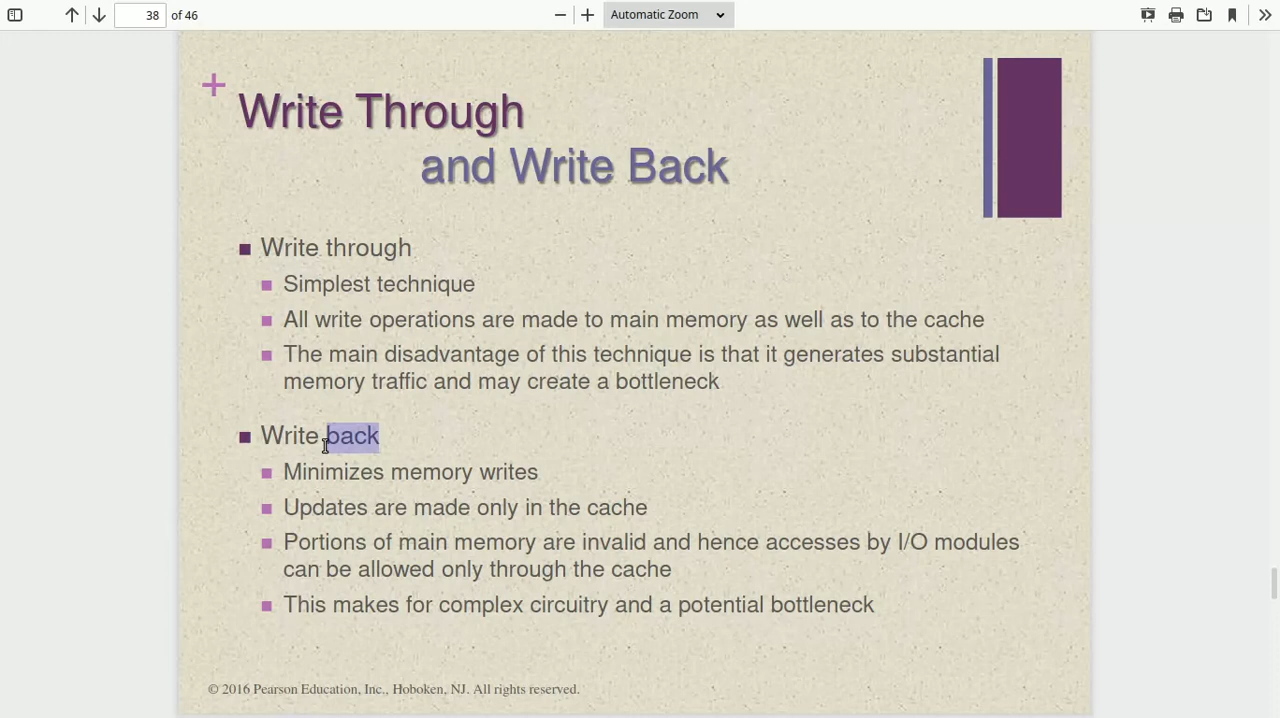 38 of 46 Automatic Zoom
Write Through
and Write Back
Write through
Simplest technique
All write operations are made to main memory as well as to the cache
The main disadvantage of this technique is that it generates substantial
memory traffic and may create a bottleneck
Write back
Minimizes memory writes
Updates are made only in the cache
Portions of main memory are invalid and hence accesses by I/O modules
can be allowed only through the cache
This makes for complex circuitry and a potential bottleneck
© 2016 Pearson Education, Inc., Hoboken, NJ. All rights reserved.